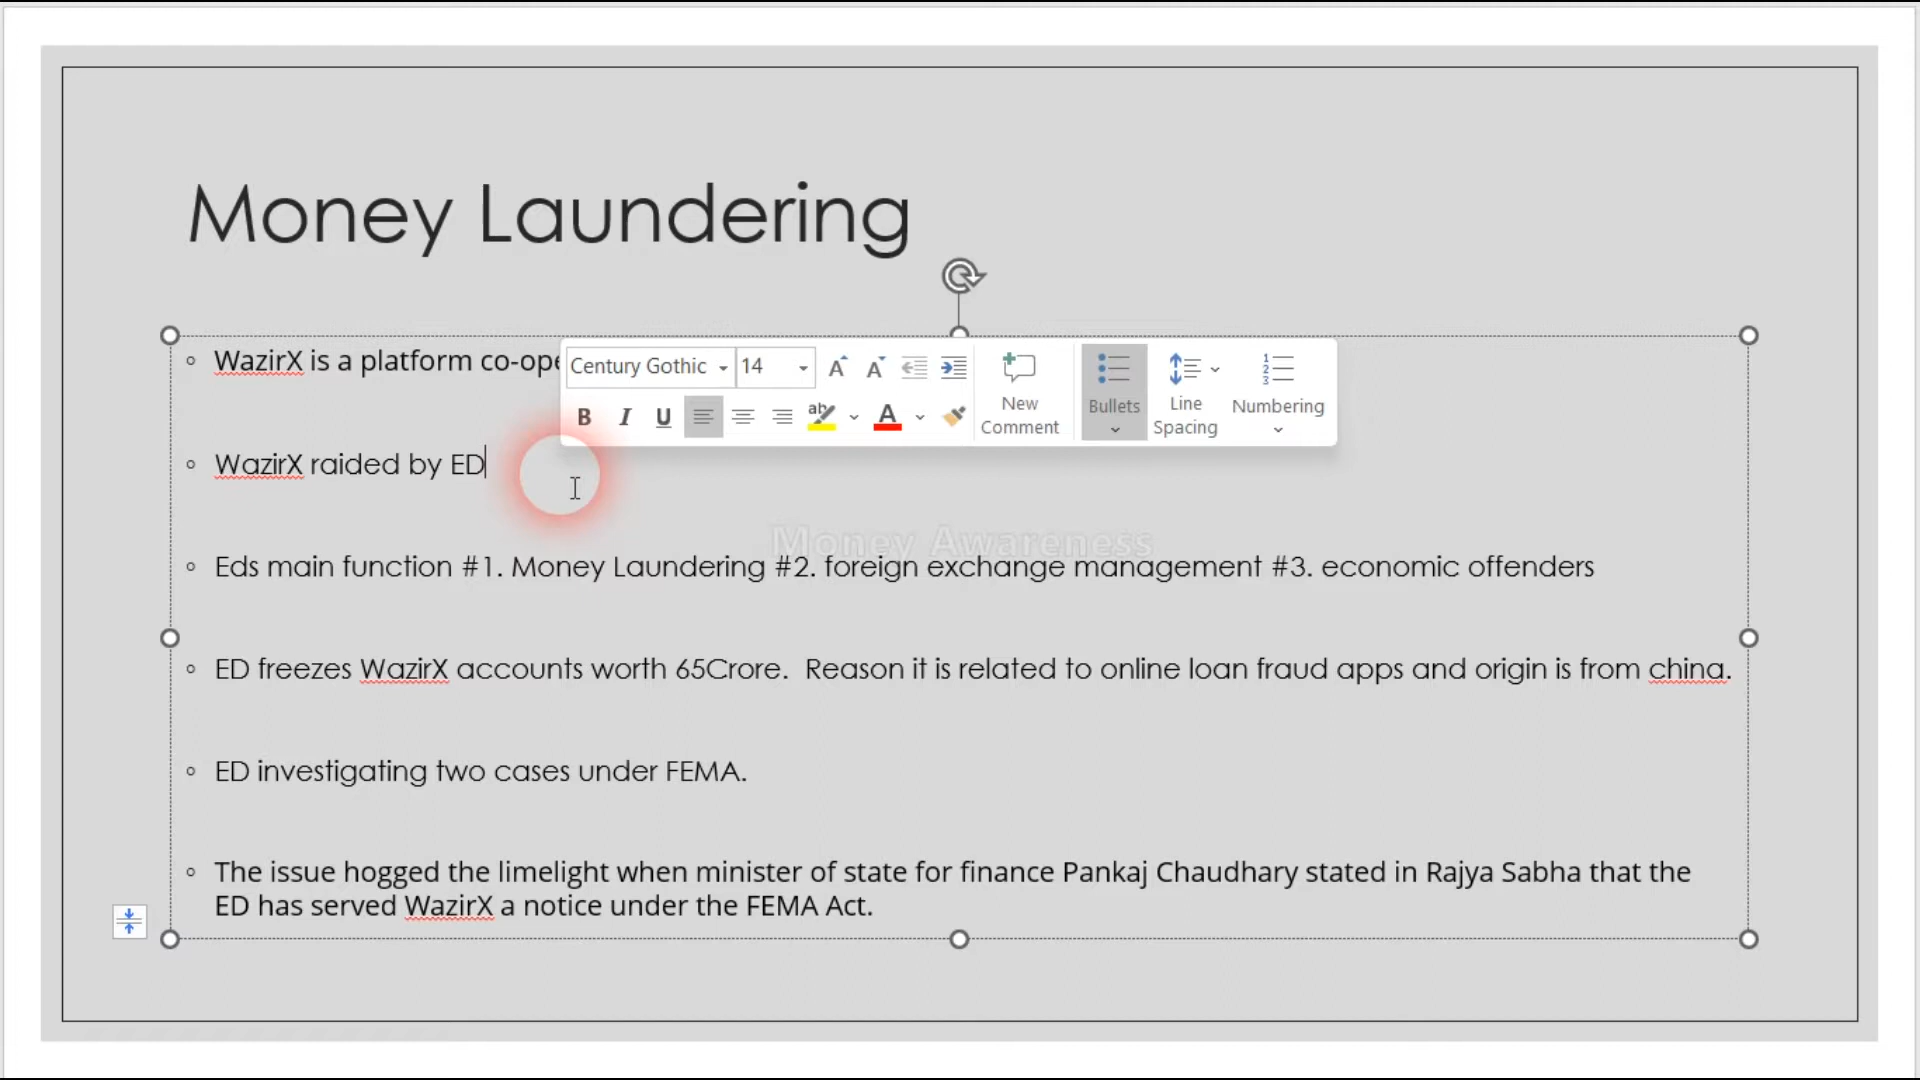 Money Laundering
WazirX is a platform co-ope
Century Gothic 14
A A
B I U ab A
New Comment
Bullets
Line Spacing
1 2 3
Numbering
WazirX raided by ED
Money Awareness
Eds main function #1. Money Laundering #2. foreign exchange management #3. economic offenders
ED freezes WazirX accounts worth 65Crore. Reason it is related to online loan fraud apps and origin is from china.
ED investigating two cases under FEMA.
The issue hogged the limelight when minister of state for finance Pankaj Chaudhary stated in Rajya Sabha that the
ED has served WazirX a notice under the FEMA Act.